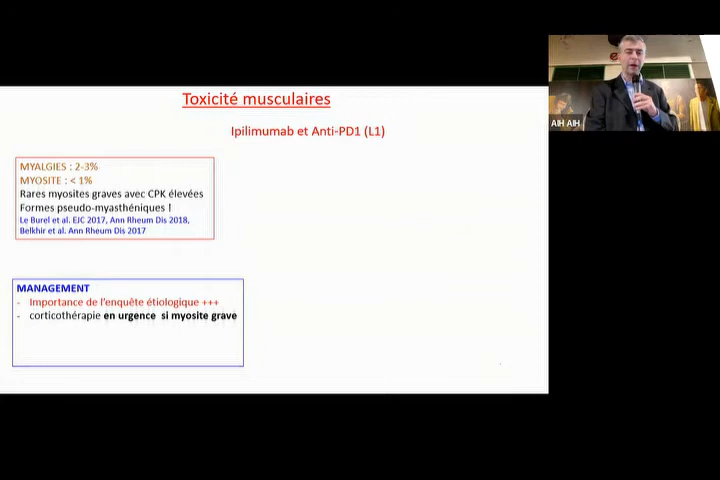 Toxicité musculaires
Ipilimumab et Anti-PD1 (L1)
MYALGIES : 2-3%
MYOSITE : < 1%
Rares myosites graves avec CPK élevées
Formes pseudo-myasthéniques !
Le Burel et al. EJC 2017, Ann Rheum Dis 2018,
Belkhir et al. Ann Rheum Dis 2017
MANAGEMENT
- Importance de l'enquête étiologique +++
- corticothérapie en urgence si myosite grave
AIH AIH